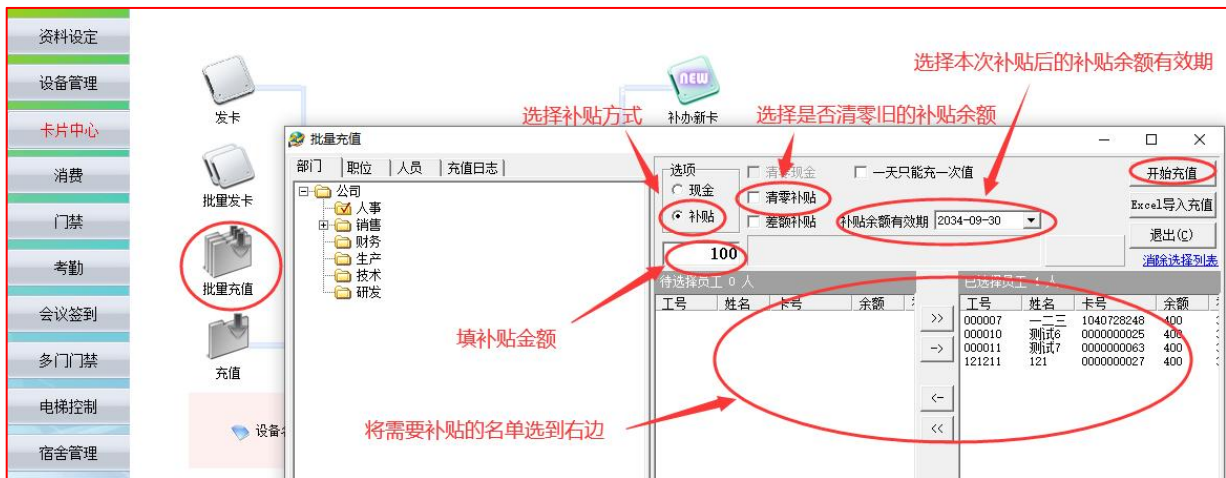 资料设定
设备管理
卡片中心
消费
门禁
考勤
会议签到
多门门禁
电梯控制
宿舍管理
发卡
批量发卡
批量充值
充值
设备
NEW
补办新卡
选择本次补贴后的补贴余额有效期
选择补贴方式
选择是否清零旧的补贴余额
批量充值
部门 职位 人员 充值日志
公司
人事
销售
财务
生产
技术
研发
选项
现金
补贴
清零现金
清零补贴
差额补贴
一天只能充一次值
补贴余额有效期 2034-09-30
开始充值
Excel导入充值
退出(C)
清除选择列表
100
填补贴金额
将需要补贴的名单选到右边
待选择员工 0 人
工号 姓名 卡号 余额
>>
->
<-
<<
已选择员工 4 人
工号 姓名 卡号 余额
000007 一二三 1040728248 400
000010 测试6 0000000025 400
000011 测试7 0000000063 400
121211 121 0000000027 400